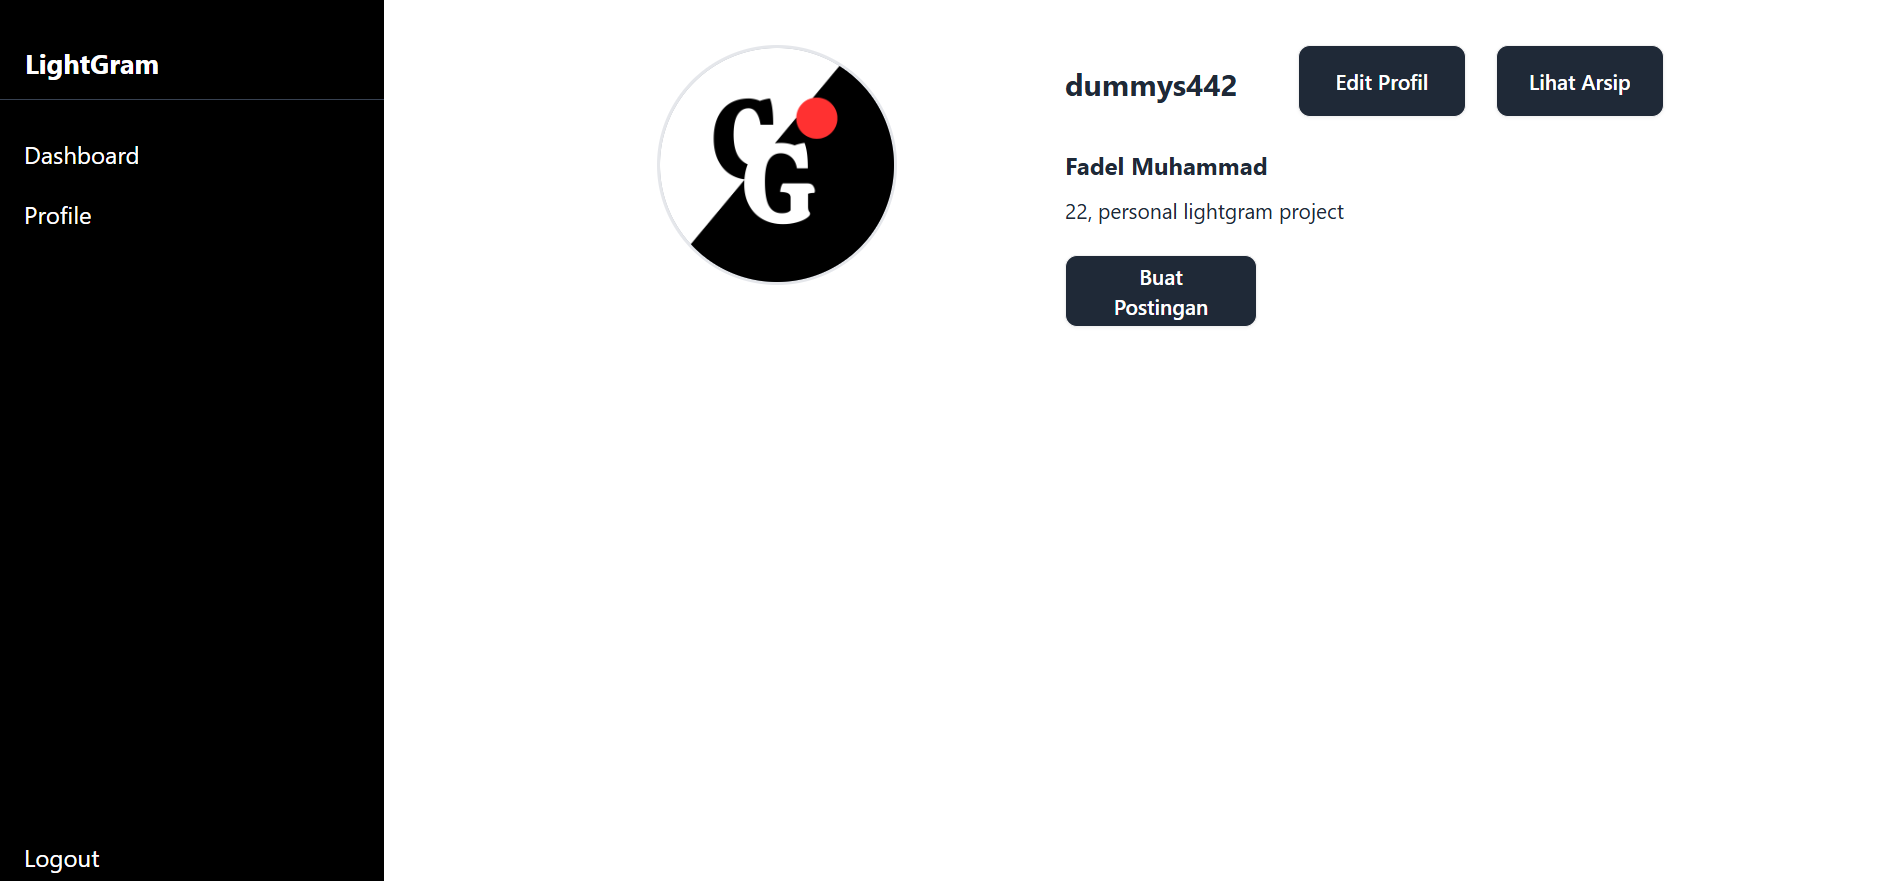 LightGram
Dashboard
Profile
Logout
CG
dummys442
Edit Profil
Lihat Arsip
Fadel Muhammad
22, personal lightgram project
Buat
Postingan